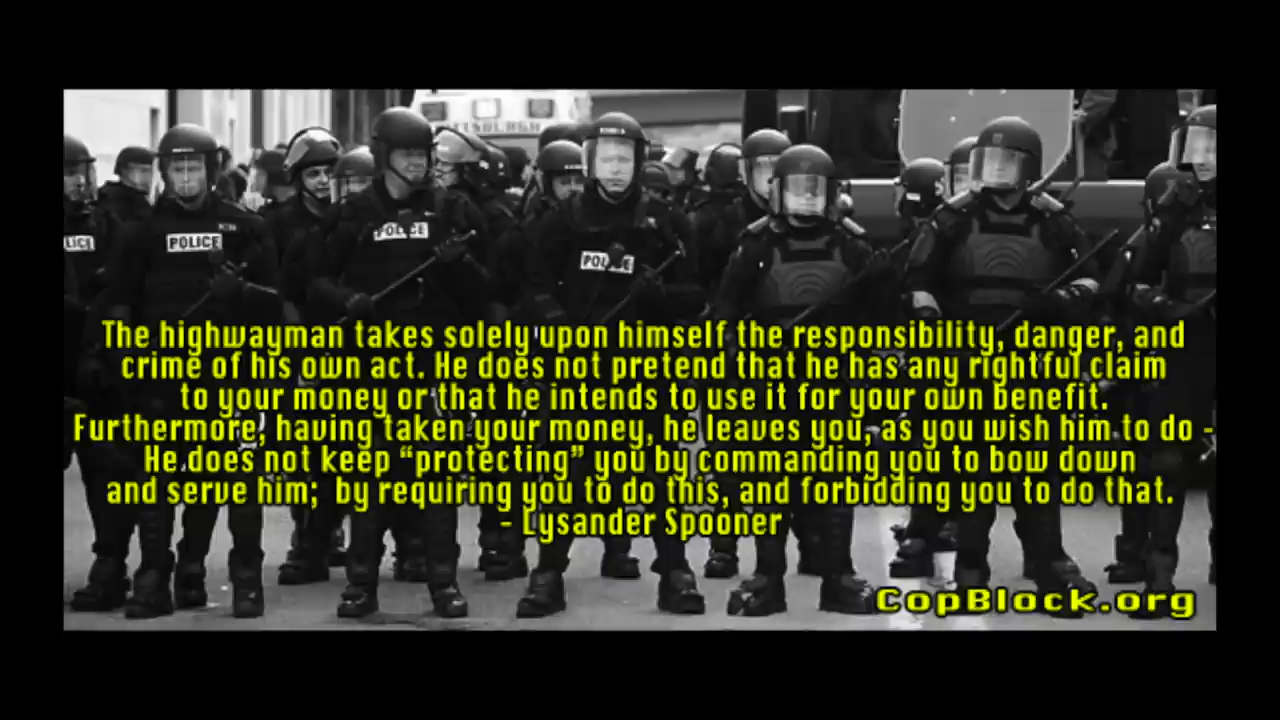 TTSBURGH
LICE
POLICE
POLICE
POLICE
The highwayman takes solely upon himself the responsibility, danger, and
crime of his own act. He does not pretend that he has any rightful claim
to your money or that he intends to use it for your own benefit.
Furthermore, having taken your money, he leaves you, as you wish him to do -
He does not keep “protecting” you by commanding you to bow down
and serve him;  by requiring you to do this, and forbidding you to do that.
- Lysander Spooner
CopBlock.org